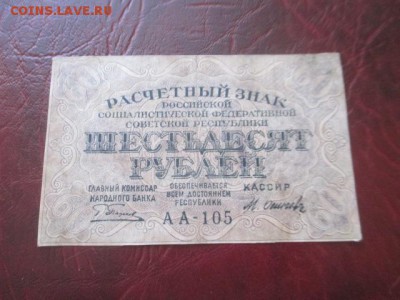 COINS.LAVE.RU
РАСЧЕТНЫЙ ЗНАК
РОССИЙСКОЙ
СОЦИАЛИСТИЧЕСКОЙ ФЕДЕРАТИВНОЙ
СОВЕТСКОЙ РЕСПУБЛИКИ
ШЕСТЬДЕСЯТ
РУБЛЕЙ
ГЛАВНЫЙ КОМИССАР
НАРОДНОГО БАНКА
ОБЕСПЕЧИВАЕТСЯ
ВСЕМ ДОСТОЯНИЕМ
РЕСПУБЛИКИ
КАССИР
АА-105